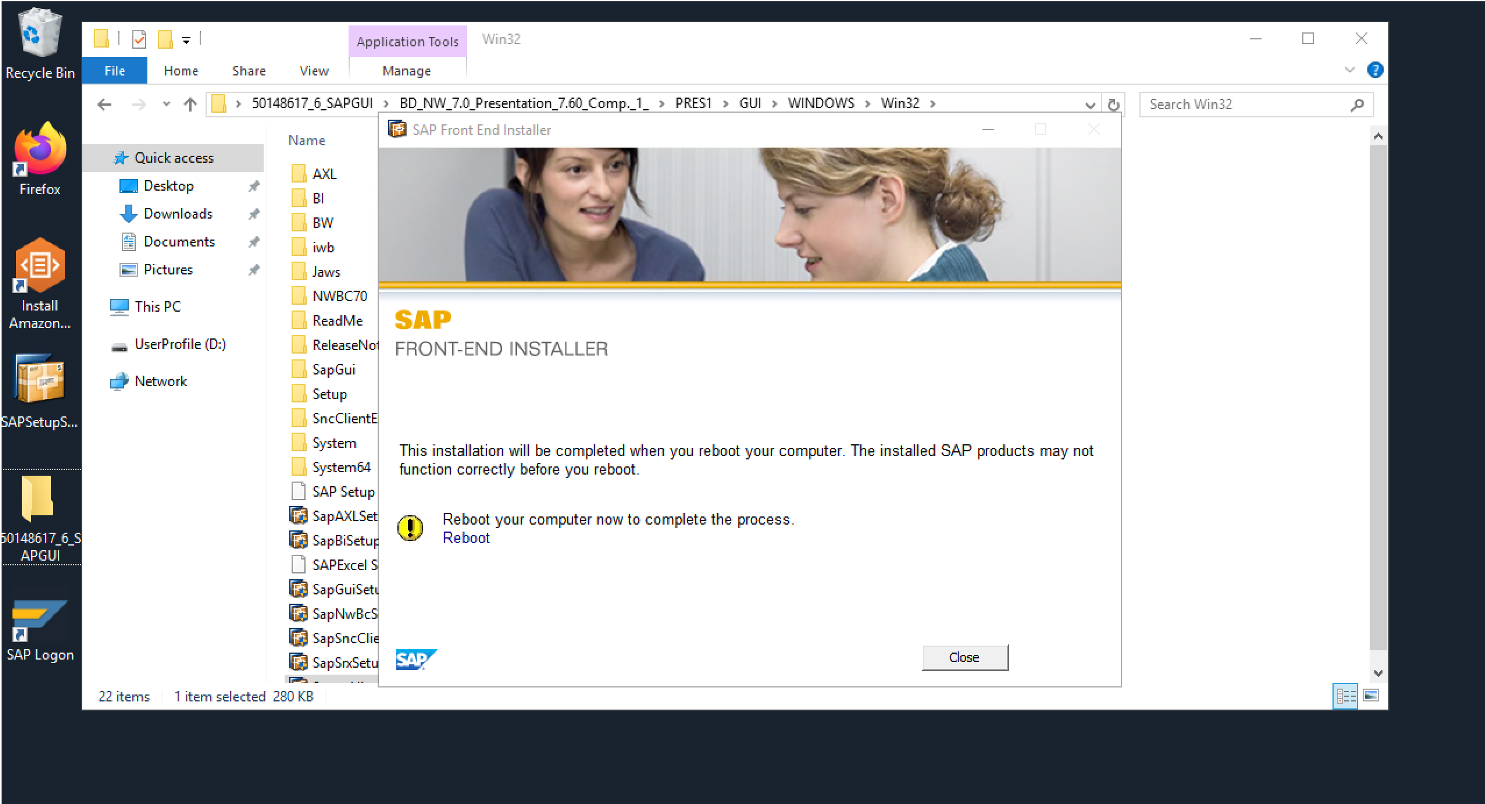 Recycle Bin
Firefox
Install
Amazon...
SAPSetupS...
50148617_6_S
APGUI
SAP Logon
Application Tools
Win32
File
Home
Share
View
Manage
50148617_6_SAPGUI
BD_NW_7.0_Presentation_7.60_Comp._1_
PRES1
GUI
WINDOWS
Win32
Search Win32
Quick access
Desktop
Downloads
Documents
Pictures
This PC
UserProfile (D:)
Network
Name
AXL
BI
BW
iwb
Jaws
NWBC70
ReadMe
ReleaseNot
SapGui
Setup
SncClientE
System
System64
SAP Setup
SapAXLSet
SapBiSetup
SAPExcel S
SapGuiSetu
SapNwBcS
SapSncClie
SapSrxSetu
22 items
1 item selected 280 KB
SAP Front End Installer
SAP
FRONT-END INSTALLER
This installation will be completed when you reboot your computer. The installed SAP products may not
function correctly before you reboot.
Reboot your computer now to complete the process.
Reboot
SAP
Close